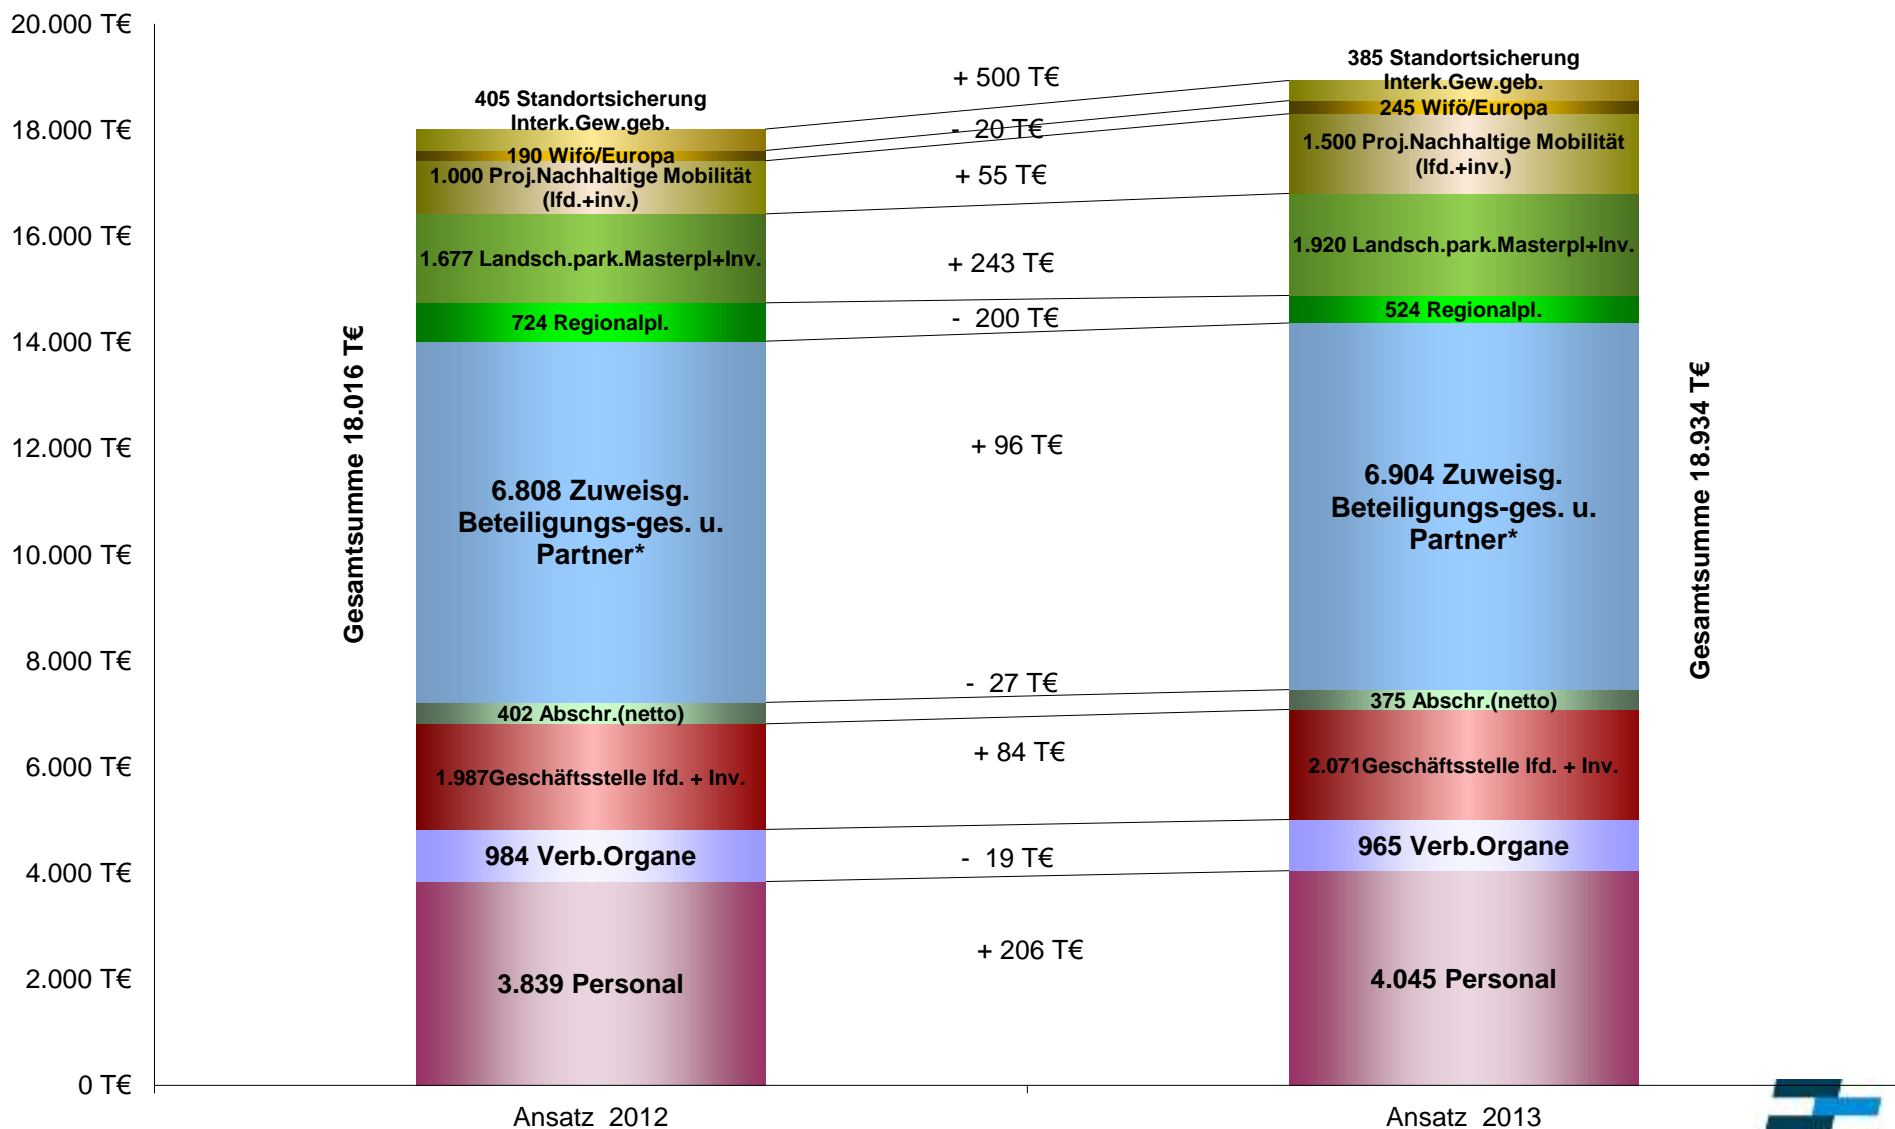 20.000 T€
18.000 T€
16.000 T€
14.000 T€
12.000 T€
10.000 T€
8.000 T€
6.000 T€
4.000 T€
2.000 T€
0 T€
Gesamtsumme 18.016 T€
405 Standortsicherung
Interk.Gew.geb.
190 Wifö/Europa
1.000 Proj.Nachhaltige Mobilität
(lfd.+inv.)
1.677 Landsch.park.Masterpl+Inv.
724 Regionalpl.
6.808 Zuweisg.
Beteiligungs-ges. u.
Partner*
402 Abschr.(netto)
1.987Geschäftsstelle lfd. + Inv.
984 Verb.Organe
3.839 Personal
+ 500 T€
- 20 T€
+ 55 T€
+ 243 T€
- 200 T€
+ 96 T€
- 27 T€
+ 84 T€
- 19 T€
+ 206 T€
385 Standortsicherung
Interk.Gew.geb.
245 Wifö/Europa
1.500 Proj.Nachhaltige Mobilität
(lfd.+inv.)
1.920 Landsch.park.Masterpl+Inv.
524 Regionalpl.
6.904 Zuweisg.
Beteiligungs-ges. u.
Partner*
375 Abschr.(netto)
2.071Geschäftsstelle lfd. + Inv.
965 Verb.Organe
4.045 Personal
Gesamtsumme 18.934 T€
Ansatz 2012
Ansatz 2013